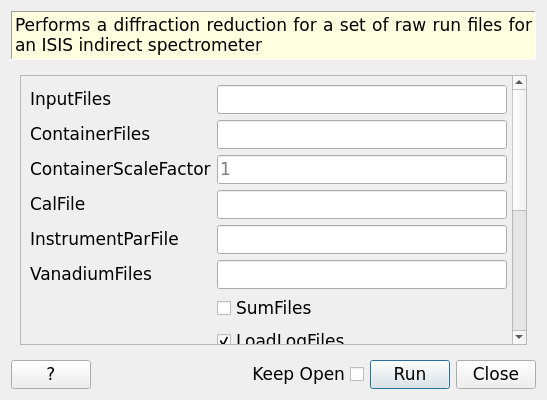 Performs a diffraction reduction for a set of raw run files for
an ISIS indirect spectrometer
InputFiles
ContainerFiles
ContainerScaleFactor 1
CalFile
InstrumentParFile
VanadiumFiles
SumFiles
LoadLogFiles
? Keep Open Run Close